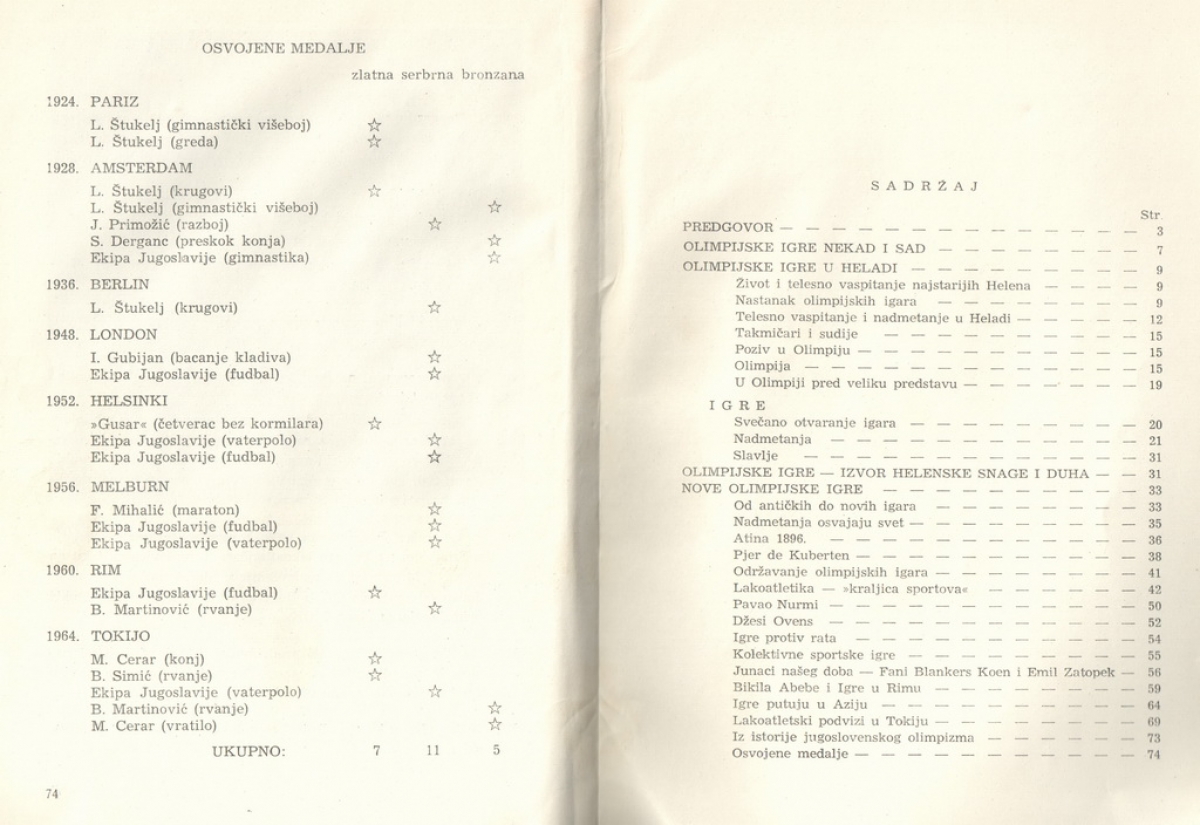 OSVOJENE MEDALJE
zlatna serbrna bronzana
1924. PARIZ
L. Štukelj (gimnastički višeboj) ☆
L. Štukelj (greda) ☆
1928. AMSTERDAM
L. Štukelj (krugovi) ☆
L. Štukelj (gimnastički višeboj) ☆
J. Primožić (razboj) ☆
S. Derganc (preskok konja) ☆
Ekipa Jugoslavije (gimnastika) ☆
1936. BERLIN
L. Štukelj (krugovi) ☆
1948. LONDON
I. Gubijan (bacanje kladiva) ☆
Ekipa Jugoslavije (fudbal) ☆
1952. HELSINKI
»Gusar« (četverac bez kormilara) ☆
Ekipa Jugoslavije (vaterpolo) ☆
Ekipa Jugoslavije (fudbal) ☆
1956. MELBURN
F. Mihalić (maraton) ☆
Ekipa Jugoslavije (fudbal) ☆
Ekipa Jugoslavije (vaterpolo) ☆
1960. RIM
Ekipa Jugoslavije (fudbal) ☆
B. Martinović (rvanje) ☆
1964. TOKIJO
M. Cerar (konj) ☆
B. Simić (rvanje) ☆
Ekipa Jugoslavije (vaterpolo) ☆
B. Martinović (rvanje) ☆
M. Cerar (vratilo) ☆
UKUPNO: 7 11 5
74
SADRŽAJ
Str.
PREDGOVOR — — — — — — — — — — — — — 3
OLIMPIJSKE IGRE NEKAD I SAD — — — — — — — 7
OLIMPIJSKE IGRE U HELADI — — — — — — — — 9
Život i telesno vaspitanje najstarijih Helena — — — — 9
Nastanak olimpijskih igara — — — — — — — 9
Telesno vaspitanje i nadmetanje u Heladi — — — — — 12
Takmičari i sudije — — — — — — — — 15
Poziv u Olimpiju — — — — — — — — — 15
Olimpija — — — — — — — — — — — 15
U Olimpiji pred veliku predstavu — — — — — — 19
IGRE
Svečano otvaranje igara — — — — — — — — 20
Nadmetanja — — — — — — — — — — 21
Slavlje — — — — — — — — — — — 31
OLIMPIJSKE IGRE — IZVOR HELENSKE SNAGE I DUHA — — 31
NOVE OLIMPIJSKE IGRE — — — — — — — — 33
Od antičkih do novih igara — — — — — — — 33
Nadmetanja osvajaju svet — — — — — — — — 35
Atina 1896. — — — — — — — — — — 36
Pjer de Kuberten — — — — — — — — — 38
Održavanje olimpijskih igara — — — — — — — 41
Lakoatletika — »kraljica sportova« — — — — — 42
Pavao Nurmi — — — — — — — — — — 50
Džesi Ovens — — — — — — — — — — 52
Igre protiv rata — — — — — — — — — 54
Kolektivne sportske igre — — — — — — — — 55
Junaci našeg doba — Fani Blankers Koen i Emil Zatopek — 56
Bikila Abebe i Igre u Rimu — — — — — — — 59
Igre putuju u Aziju — — — — — — — — 64
Lakoatletski podvizi u Tokiju — — — — — — — 69
Iz istorije jugoslovenskog olimpizma — — — — — 73
Osvojene medalje — — — — — — — — — — 74